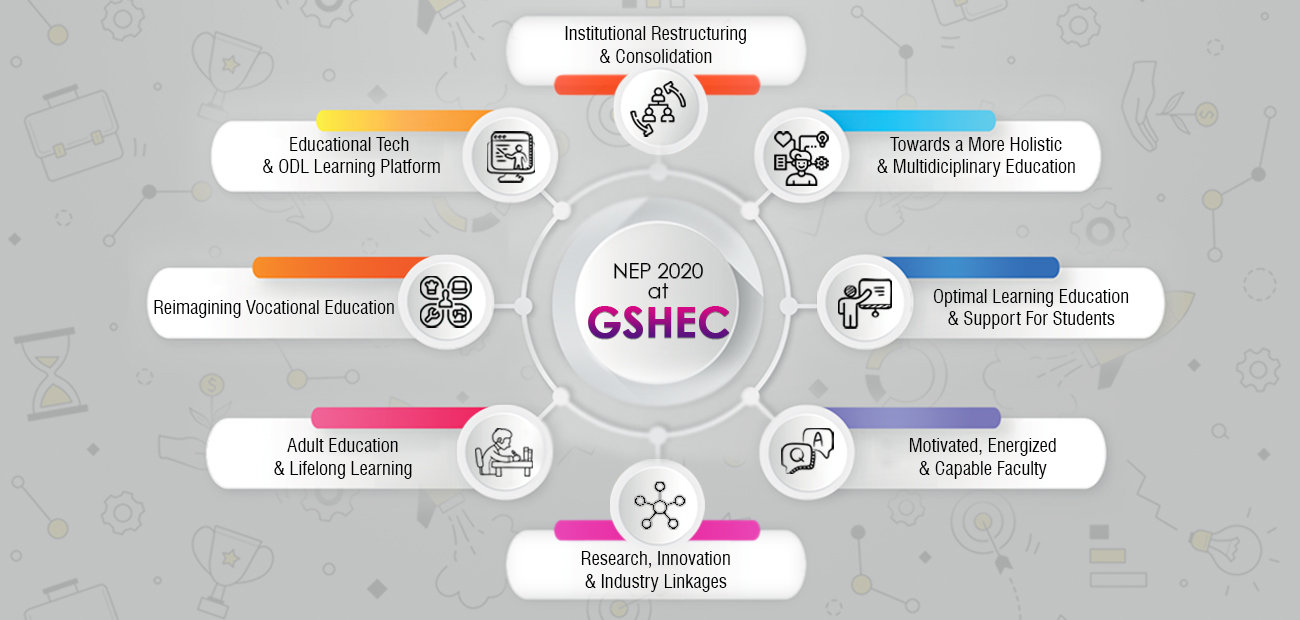 Institutional Restructuring
& Consolidation
Educational Tech
& ODL Learning Platform
Towards a More Holistic
& Multidiciplinary Education
Reimagining Vocational Education
NEP 2020
at
GSHEC
Optimal Learning Education
& Support For Students
Adult Education
& Lifelong Learning
Q
A
Motivated, Energized
& Capable Faculty
Research, Innovation
& Industry Linkages